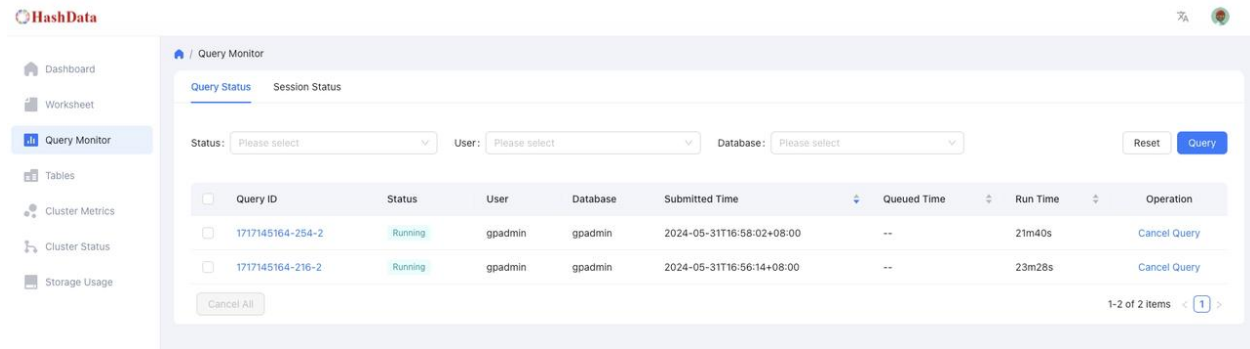 HashData
Dashboard
Worksheet
Query Monitor
Tables
Cluster Metrics
Cluster Status
Storage Usage
/ Query Monitor
Query Status Session Status
Status: Please select User: Please select Database: Please select Reset Query
Query ID Status User Database Submitted Time Queued Time Run Time Operation
1717145164-254-2 Running gpadmin gpadmin 2024-05-31T16:58:02+08:00 -- 21m40s Cancel Query
1717145164-216-2 Running gpadmin gpadmin 2024-05-31T16:56:14+08:00 -- 23m28s Cancel Query
Cancel All 1-2 of 2 items < 1 >